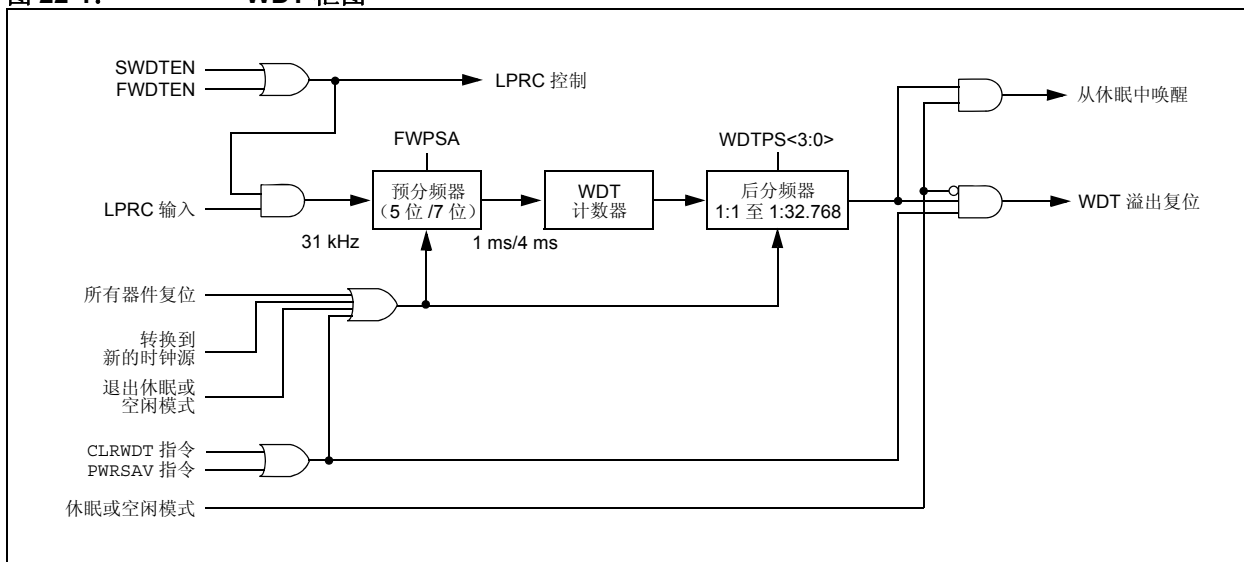 SWDTEN
FWDTEN
LPRC 控制
从休眠中唤醒
FWPSA
WDTPS<3:0>
LPRC 输入
预分频器
（5 位 /7 位）
WDT
计数器
后分频器
1:1 至 1:32.768
WDT 溢出复位
31 kHz
1 ms/4 ms
所有器件复位
转换到
新的时钟源
退出休眠或
空闲模式
CLRWDT 指令
PWRSAV 指令
休眠或空闲模式